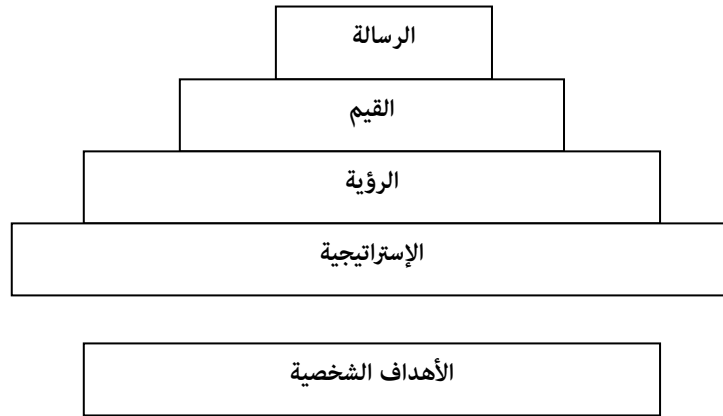 الرسالة
القيم
الرؤية
الإستراتيجية
الأهداف الشخصية